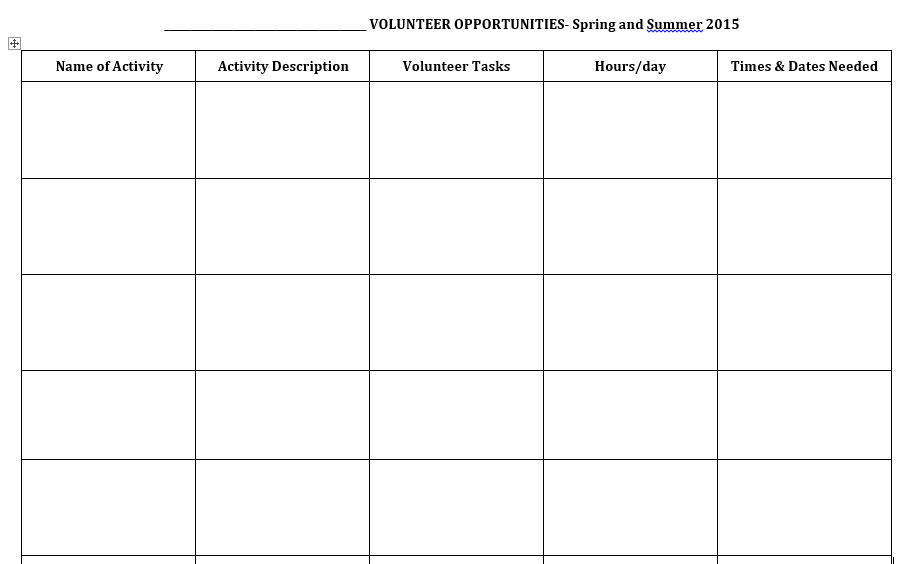 ______________________________ VOLUNTEER OPPORTUNITIES- Spring and Summer 2015
Name of Activity Activity Description Volunteer Tasks Hours/day Times & Dates Needed